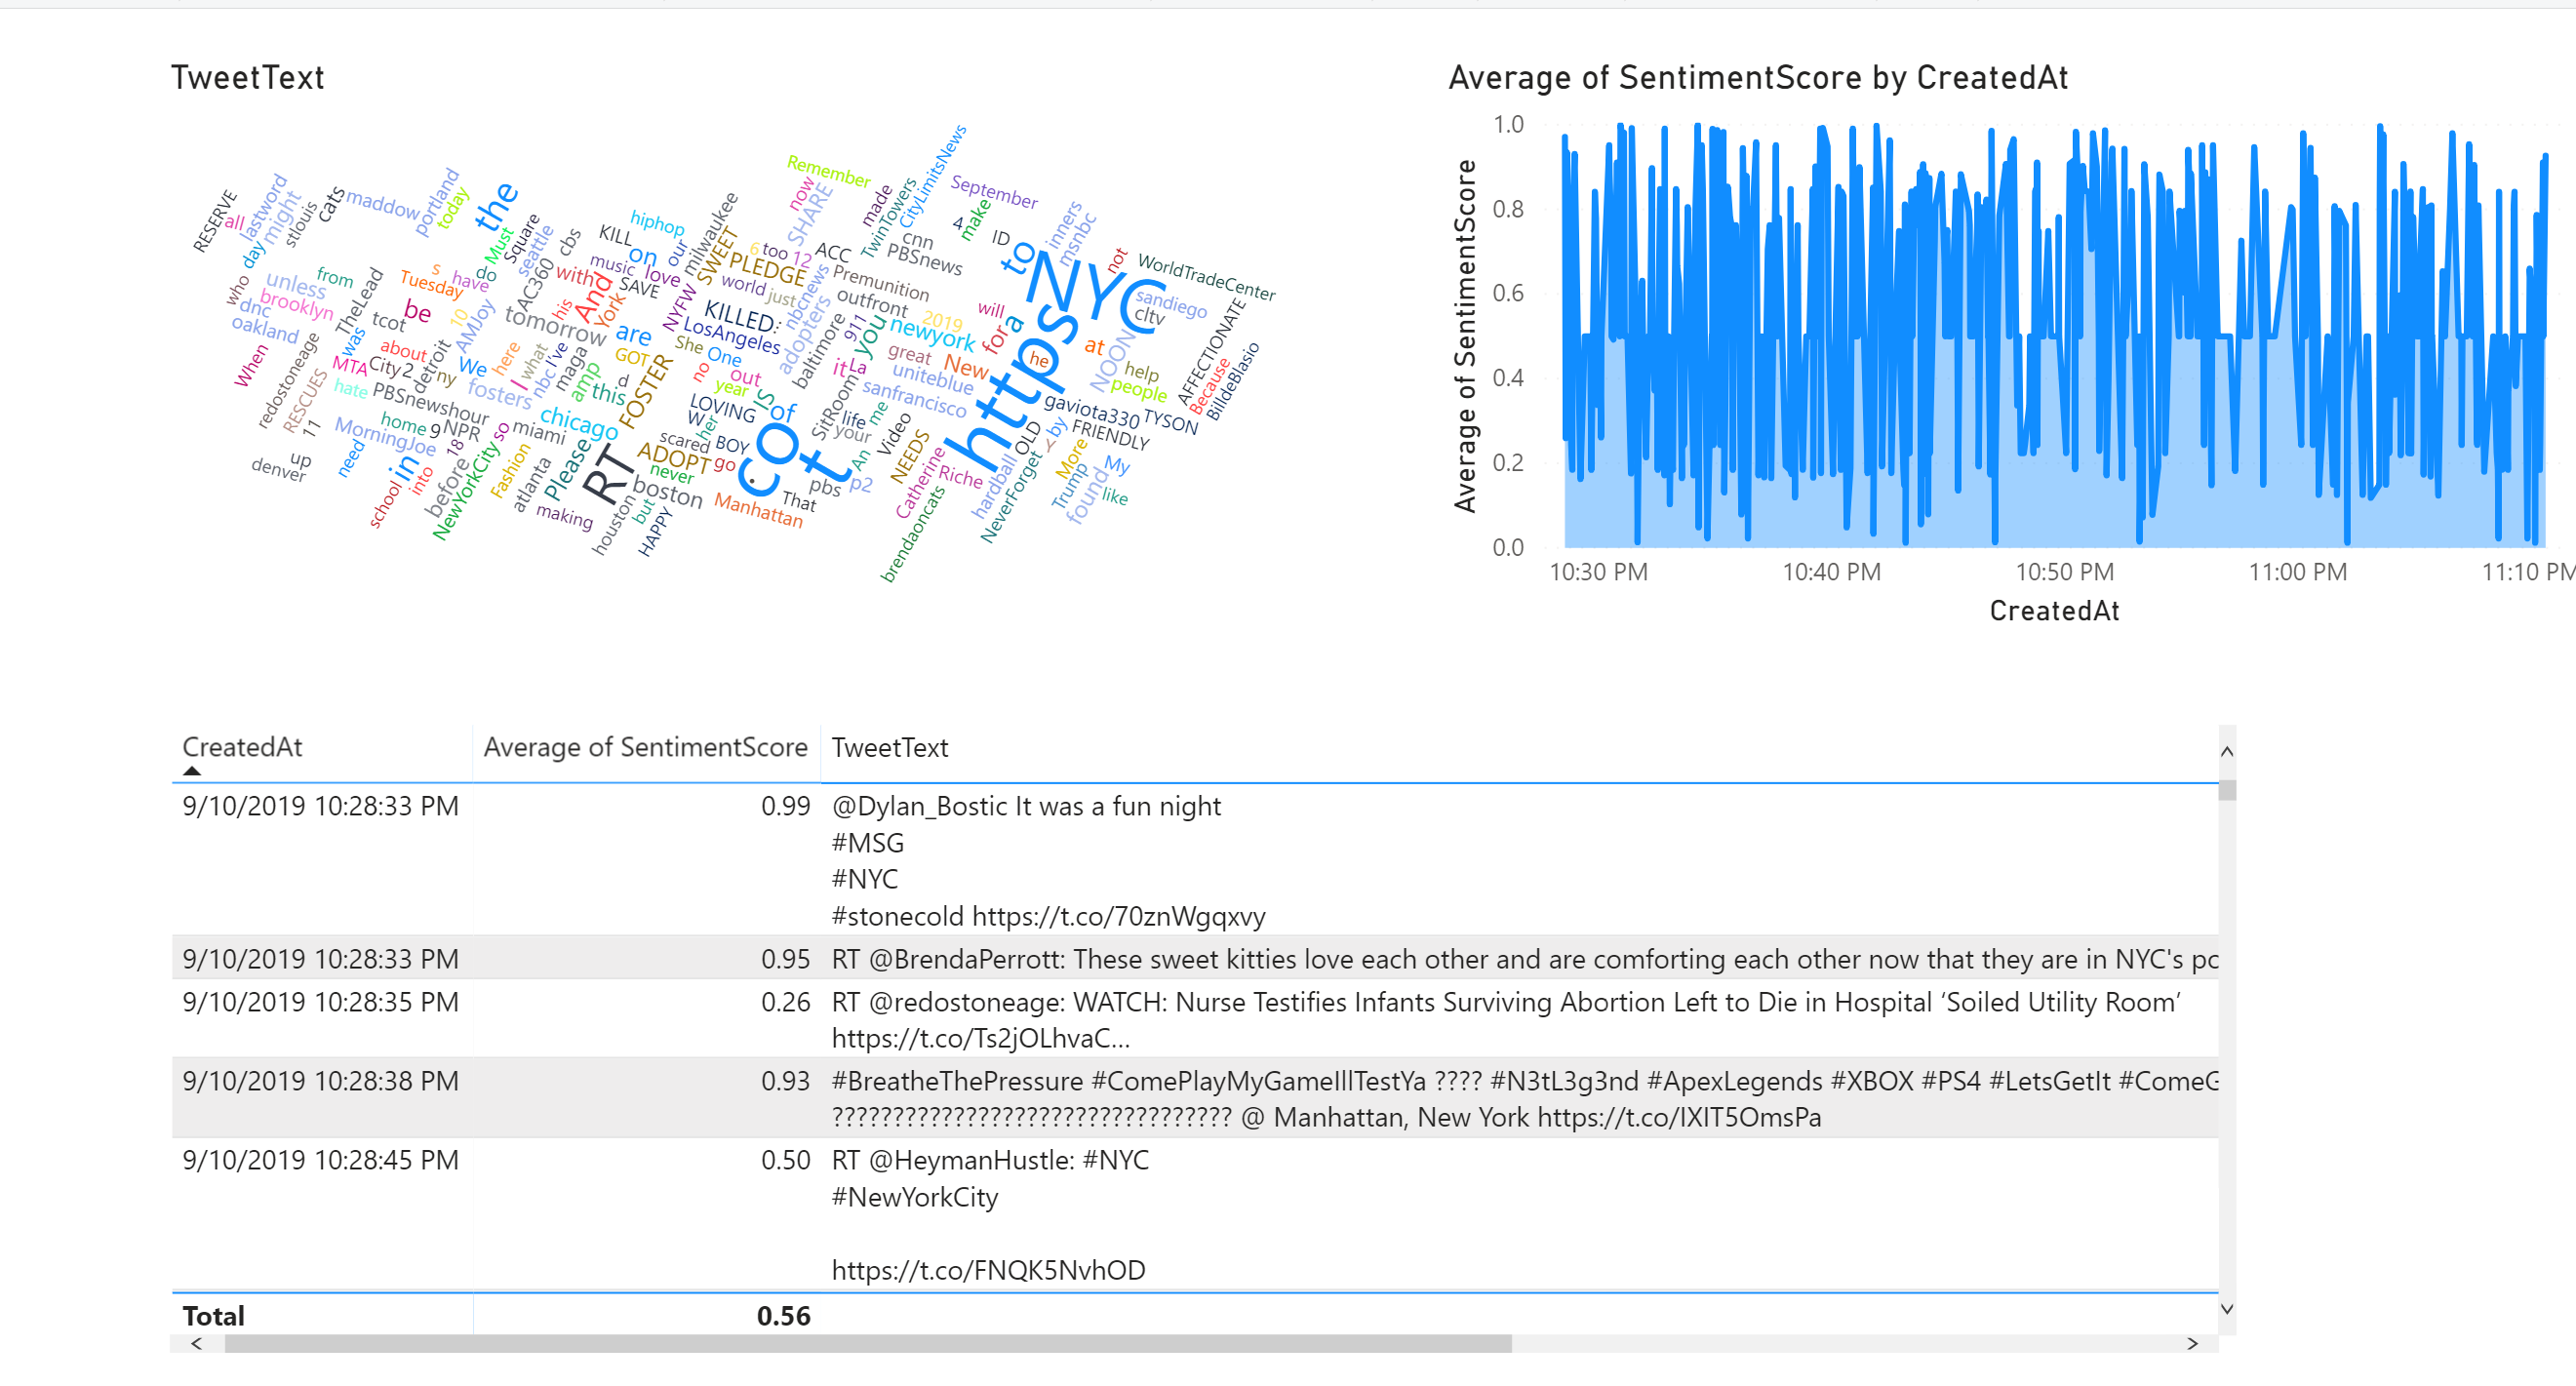 TweetText
RESERVE
all
lastword
might
day
stlouis
cats
maddow
portland
today
the
Must
Square
seattle
cbs
KILL
hiphop
on
our
milwaukee
SWEET
Remember
now
SHARE
made
TwinTowers
CityLimitsNews
September
4
make
ID
to
inners
msnbc
not
WorldTradeCenter
who
unless
brooklyn
dnc
oakland
from
TheLead
Tuesday
s
have
do
tcot
be
10
AMJoy
toAC360
with
music
love
SAVE
his
And
York
tomorrow
are
NYFW
6
too
12
PLEDGE
world
just
nbcnews
adopters
ACC
cnn
PBSnews
Premunition
outfront
2019
will
NYC
sandiego
cltv
AFFECTIONATE
When
redostoneage
RESCUES
11
was
about
MTA
City
2
detroit
ny
We
here
what
I've
nbc
maga
amp
this
GOT
d
FOSTER
KILLED
LosAngeles
She
One
no
out
year
baltimore
911
you
newyork
great
New
for
a
he
https
at
NOON
help
people
Because
BilldeBlasio
hate
PBSnewshour
fosters
I
chicago
home
9
NPR
MorningJoe
so
miami
18
LOVING
W
her
IS
of
it
La
uniteblue
sanfrancisco
SitRoom
life
your
me
Video
gaviota330
TYSON
FRIENDLY
by
Y
OLD
up
denver
need
in
school
into
before
NewYorkCity
Fashion
atlanta
Please
RT
boston
ADOPT
scared
BOY
go
never
co
t
An
NEEDS
pbs
p2
Catherine
Riche
hardball
NeverForget
More
My
Trump
found
like
making
houston
but
HAPPY
Manhattan
That
brendaoncats
Average of SentimentScore by CreatedAt
Average of SentimentScore
1.0
0.8
0.6
0.4
0.2
0.0
10:30 PM 10:40 PM 10:50 PM 11:00 PM 11:10 PM
CreatedAt
CreatedAt Average of SentimentScore TweetText
9/10/2019 10:28:33 PM 0.99 @Dylan_Bostic It was a fun night
#MSG
#NYC
#stonecold https://t.co/70znWgqxvy
9/10/2019 10:28:33 PM 0.95 RT @BrendaPerrott: These sweet kitties love each other and are comforting each other now that they are in NYC's po
9/10/2019 10:28:35 PM 0.26 RT @redostoneage: WATCH: Nurse Testifies Infants Surviving Abortion Left to Die in Hospital ‘Soiled Utility Room’
https://t.co/Ts2jOLhvaC…
9/10/2019 10:28:38 PM 0.93 #BreatheThePressure #ComePlayMyGameIllTestYa ???? #N3tL3g3nd #ApexLegends #XBOX #PS4 #LetsGetIt #ComeG
????????????????????????????????? @ Manhattan, New York https://t.co/IXIT5OmsPa
9/10/2019 10:28:45 PM 0.50 RT @HeymanHustle: #NYC
#NewYorkCity
https://t.co/FNQK5NvhOD
Total 0.56